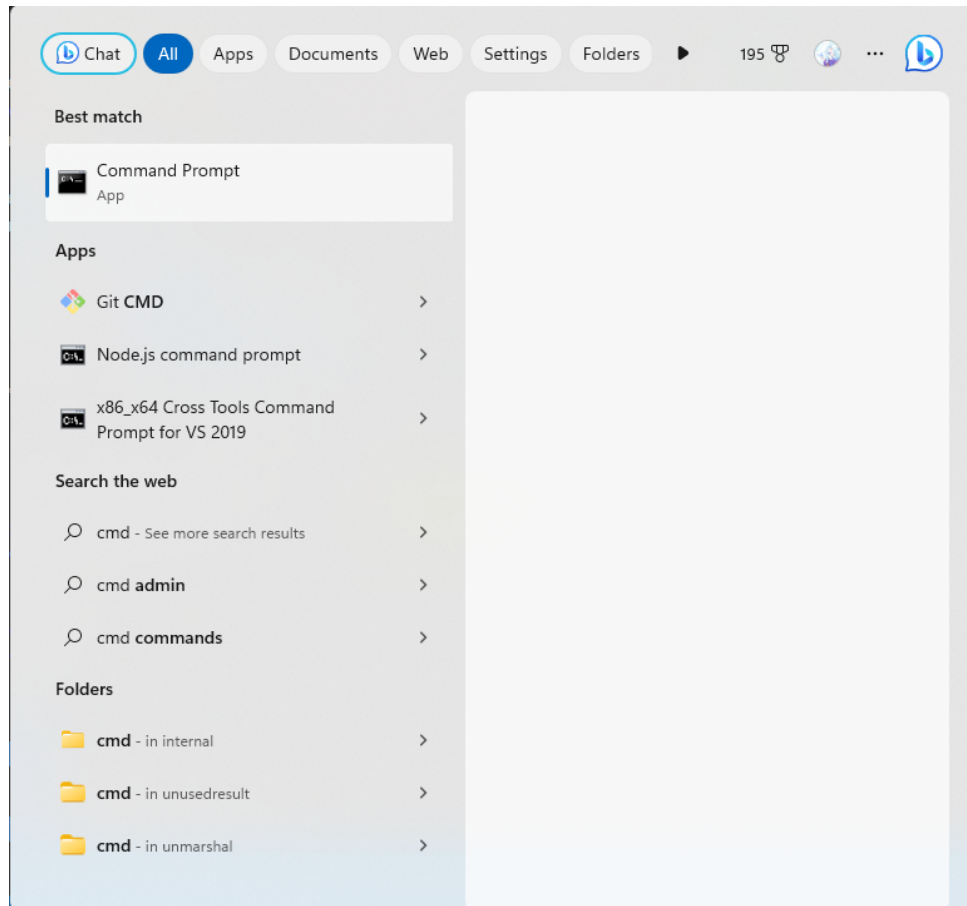 Chat All Apps Documents Web Settings Folders 195
Best match
Command Prompt
App
Apps
Git CMD
Node.js command prompt
x86_x64 Cross Tools Command
Prompt for VS 2019
Search the web
cmd - See more search results
cmd admin
cmd commands
Folders
cmd - in internal
cmd - in unusedresult
cmd - in unmarshal